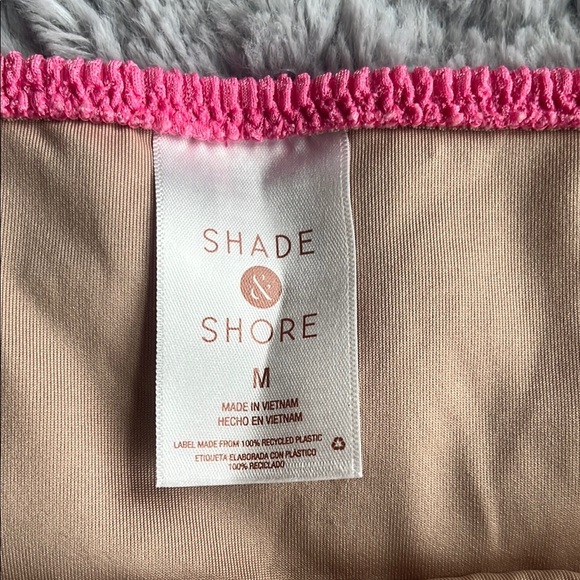 SHADE
&
SHORE
M
MADE IN VIETNAM
HECHO EN VIETNAM
LABEL MADE FROM 100% RECYCLED PLASTIC
ETIQUETA ELABORADA CON PLÁSTICO
100% RECICLADO